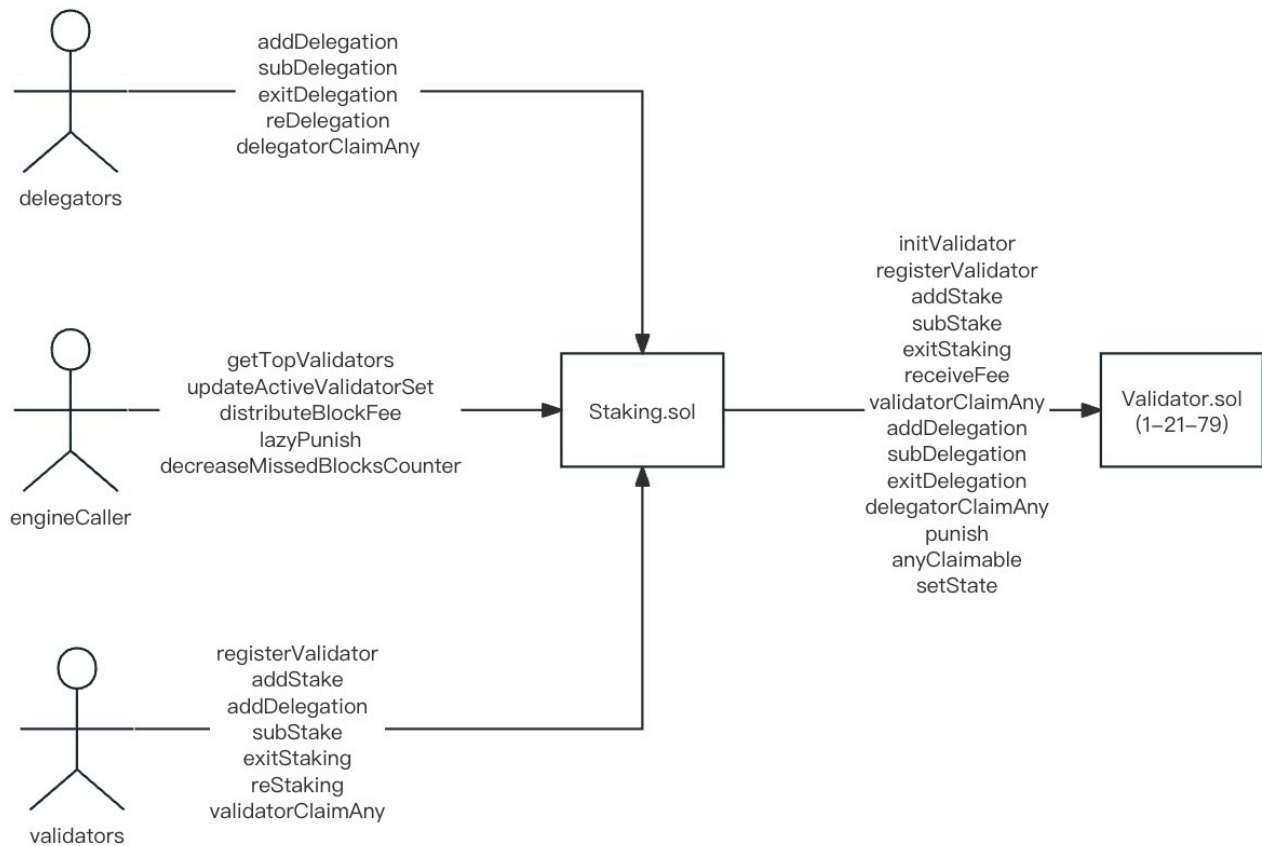 addDelegation
subDelegation
exitDelegation
reDelegation
delegatorClaimAny
delegators
getTopValidators
updateActiveValidatorSet
distributeBlockFee
lazyPunish
decreaseMissedBlocksCounter
engineCaller
registerValidator
addStake
addDelegation
subStake
exitStaking
reStaking
validatorClaimAny
validators
Staking.sol
initValidator
registerValidator
addStake
subStake
exitStaking
receiveFee
validatorClaimAny
addDelegation
subDelegation
exitDelegation
delegatorClaimAny
punish
anyClaimable
setState
Validator.sol
(1–21–79)